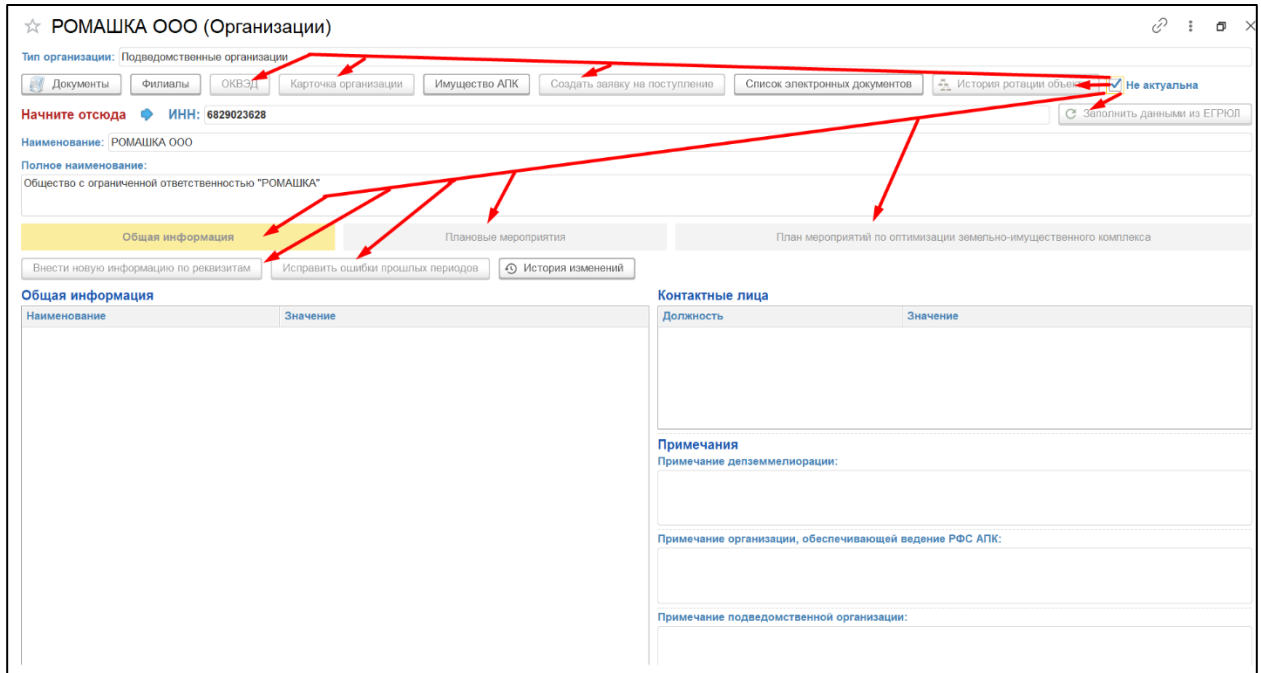 РОМАШКА ООО (Организации)
Тип организации: Подведомственные организации
Документы Филиалы ОКВЭД Карточка организации Имущество АПК Создать заявку на поступление Список электронных документов История ротации объекта Не актуальна
Начните отсюда ИНН: 6829023628 Заполнить данными из ЕГРЮЛ
Наименование: РОМАШКА ООО
Полное наименование:
Общество с ограниченной ответственностью "РОМАШКА"
Общая информация Плановые мероприятия План мероприятий по оптимизации земельно-имущественного комплекса
Внести новую информацию по реквизитам Исправить ошибки прошлых периодов История изменений
Общая информация Контактные лица
Наименование Значение Должность Значение
Примечания
Примечание депземмелиорации:
Примечание организации, обеспечивающей ведение РФС АПК:
Примечание подведомственной организации: